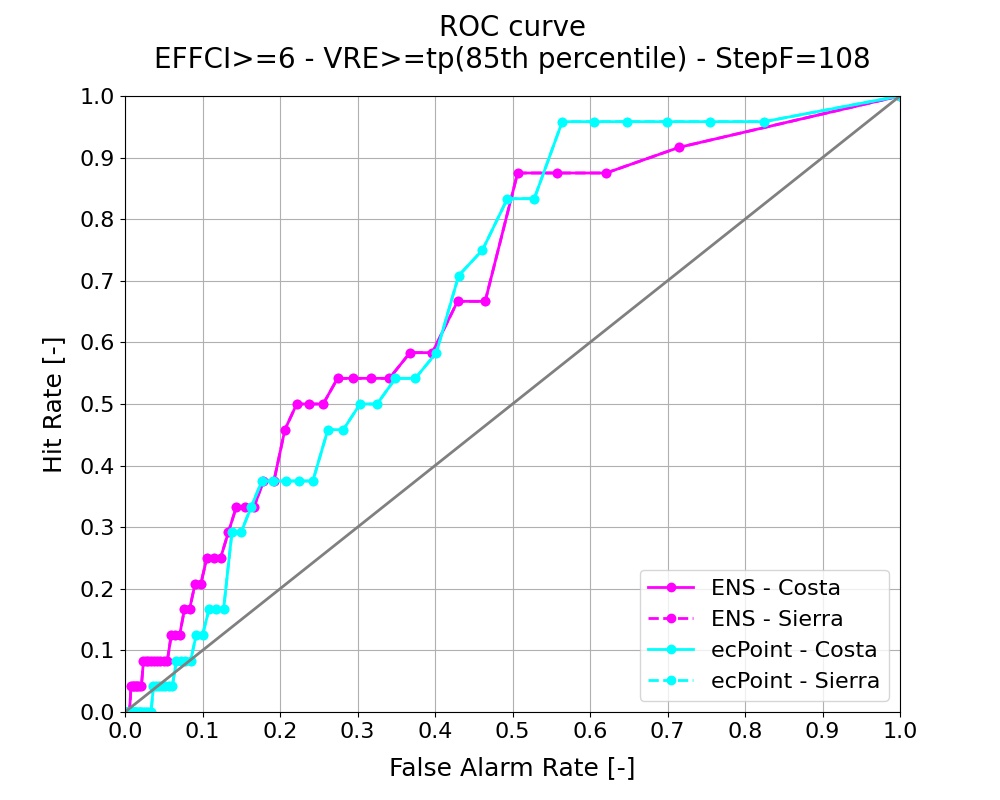 ROC curve
EFFCI>=6 - VRE>=tp(85th percentile) - StepF=108
1.0
0.9
0.8
0.7
0.6
0.5
0.4
0.3
0.2
0.1
0.0
Hit Rate [-]
ENS - Costa
ENS - Sierra
ecPoint - Costa
ecPoint - Sierra
0.0 0.1 0.2 0.3 0.4 0.5 0.6 0.7 0.8 0.9 1.0
False Alarm Rate [-]